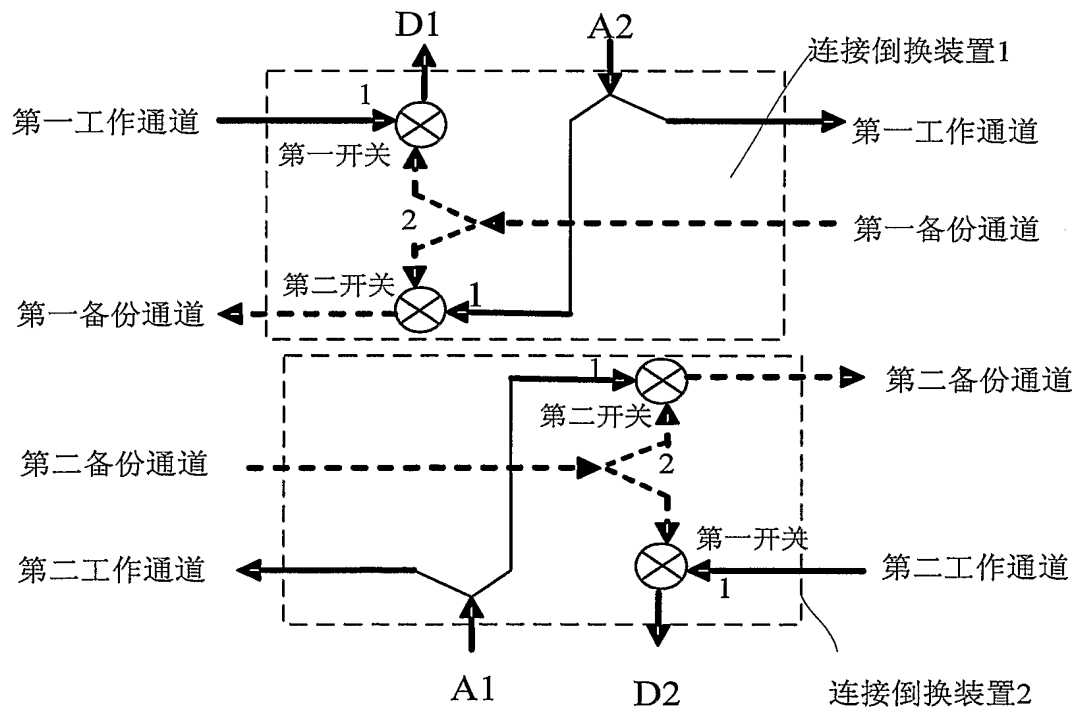 D1
A2
连接倒换装置1
第一工作通道
1
第一工作通道
第一开关
2
第一备份通道
第二开关
1
第一备份通道
1
第二备份通道
第二开关
第二备份通道
2
第一开关
第二工作通道
1
第二工作通道
A1
D2
连接倒换装置2